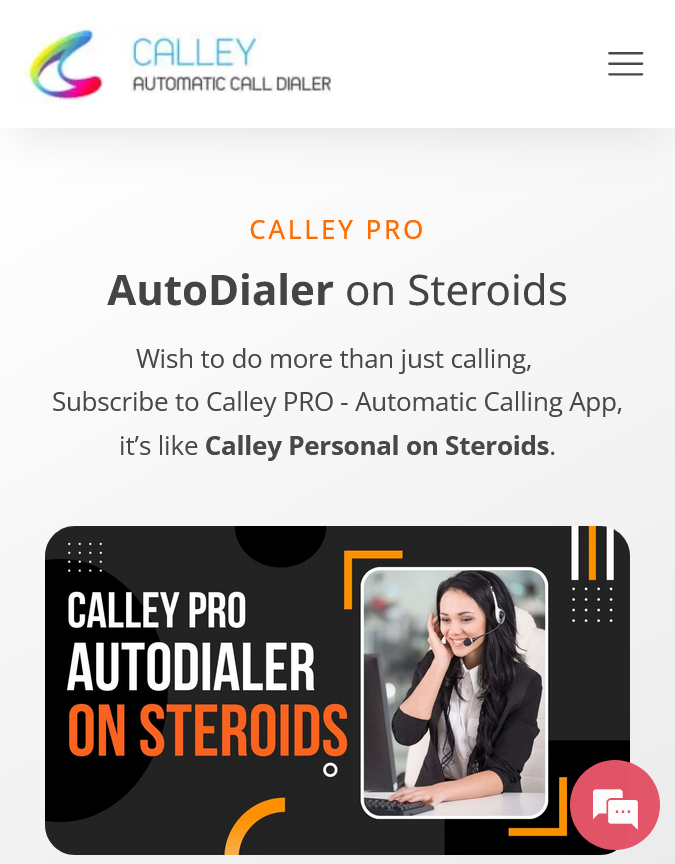 CALLEY
AUTOMATIC CALL DIALER
CALLEY PRO
AutoDialer on Steroids
Wish to do more than just calling,
Subscribe to Calley PRO - Automatic Calling App,
it’s like Calley Personal on Steroids.
CALLEY PRO
AUTODIALER
ON STEROIDS